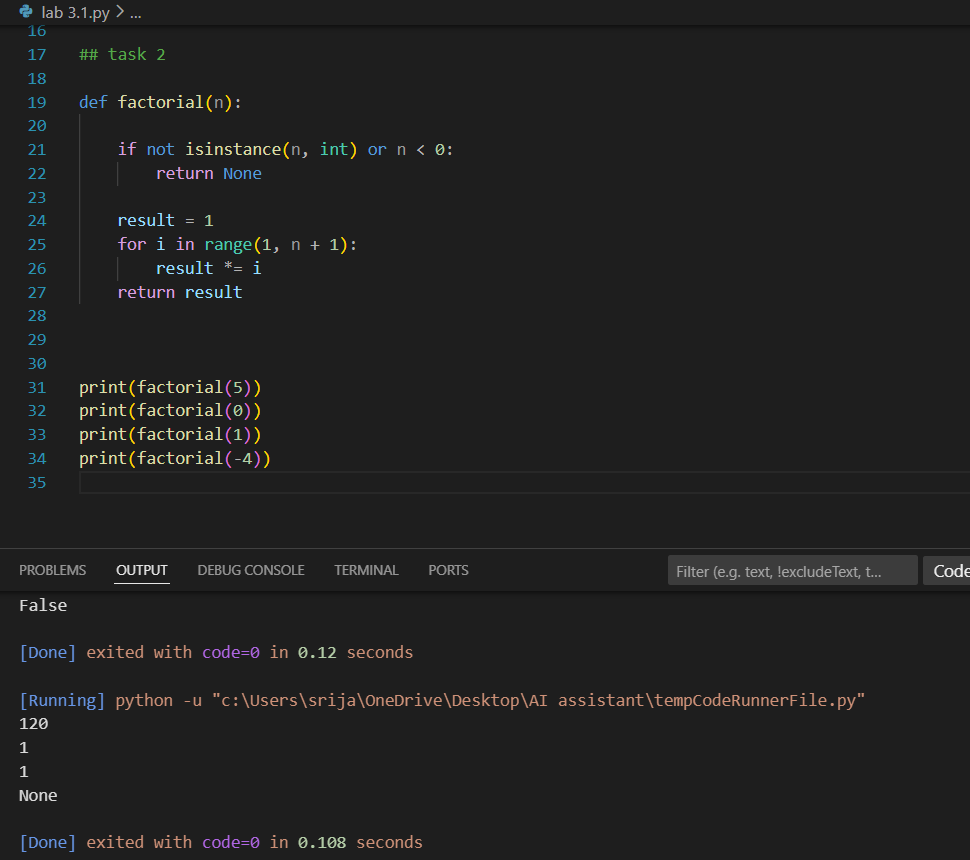 lab 3.1.py > ...
16
17 ## task 2
18
19 def factorial(n):
20
21     if not isinstance(n, int) or n < 0:
22         return None
23
24     result = 1
25     for i in range(1, n + 1):
26         result *= i
27     return result
28
29
30
31 print(factorial(5))
32 print(factorial(0))
33 print(factorial(1))
34 print(factorial(-4))
35
PROBLEMS OUTPUT DEBUG CONSOLE TERMINAL PORTS Filter (e.g. text, !excludeText, t... Code
False
[Done] exited with code=0 in 0.12 seconds
[Running] python -u "c:\Users\srija\OneDrive\Desktop\AI assistant\tempCodeRunnerFile.py"
120
1
1
None
[Done] exited with code=0 in 0.108 seconds